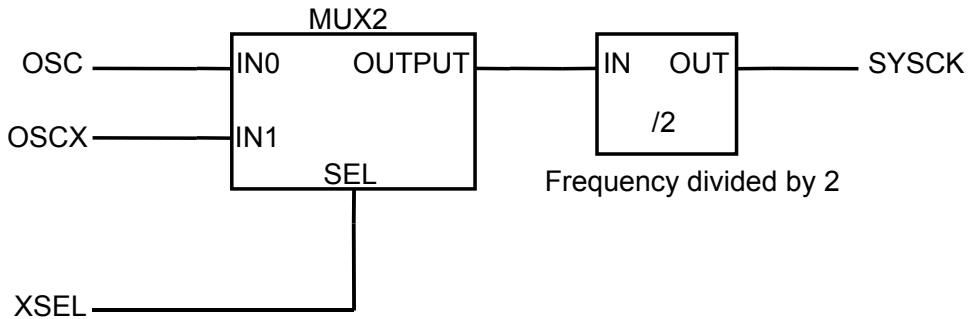 MUX2
OSC IN0 OUTPUT IN OUT SYSCK
OSCX IN1 /2
SEL Frequency divided by 2
XSEL